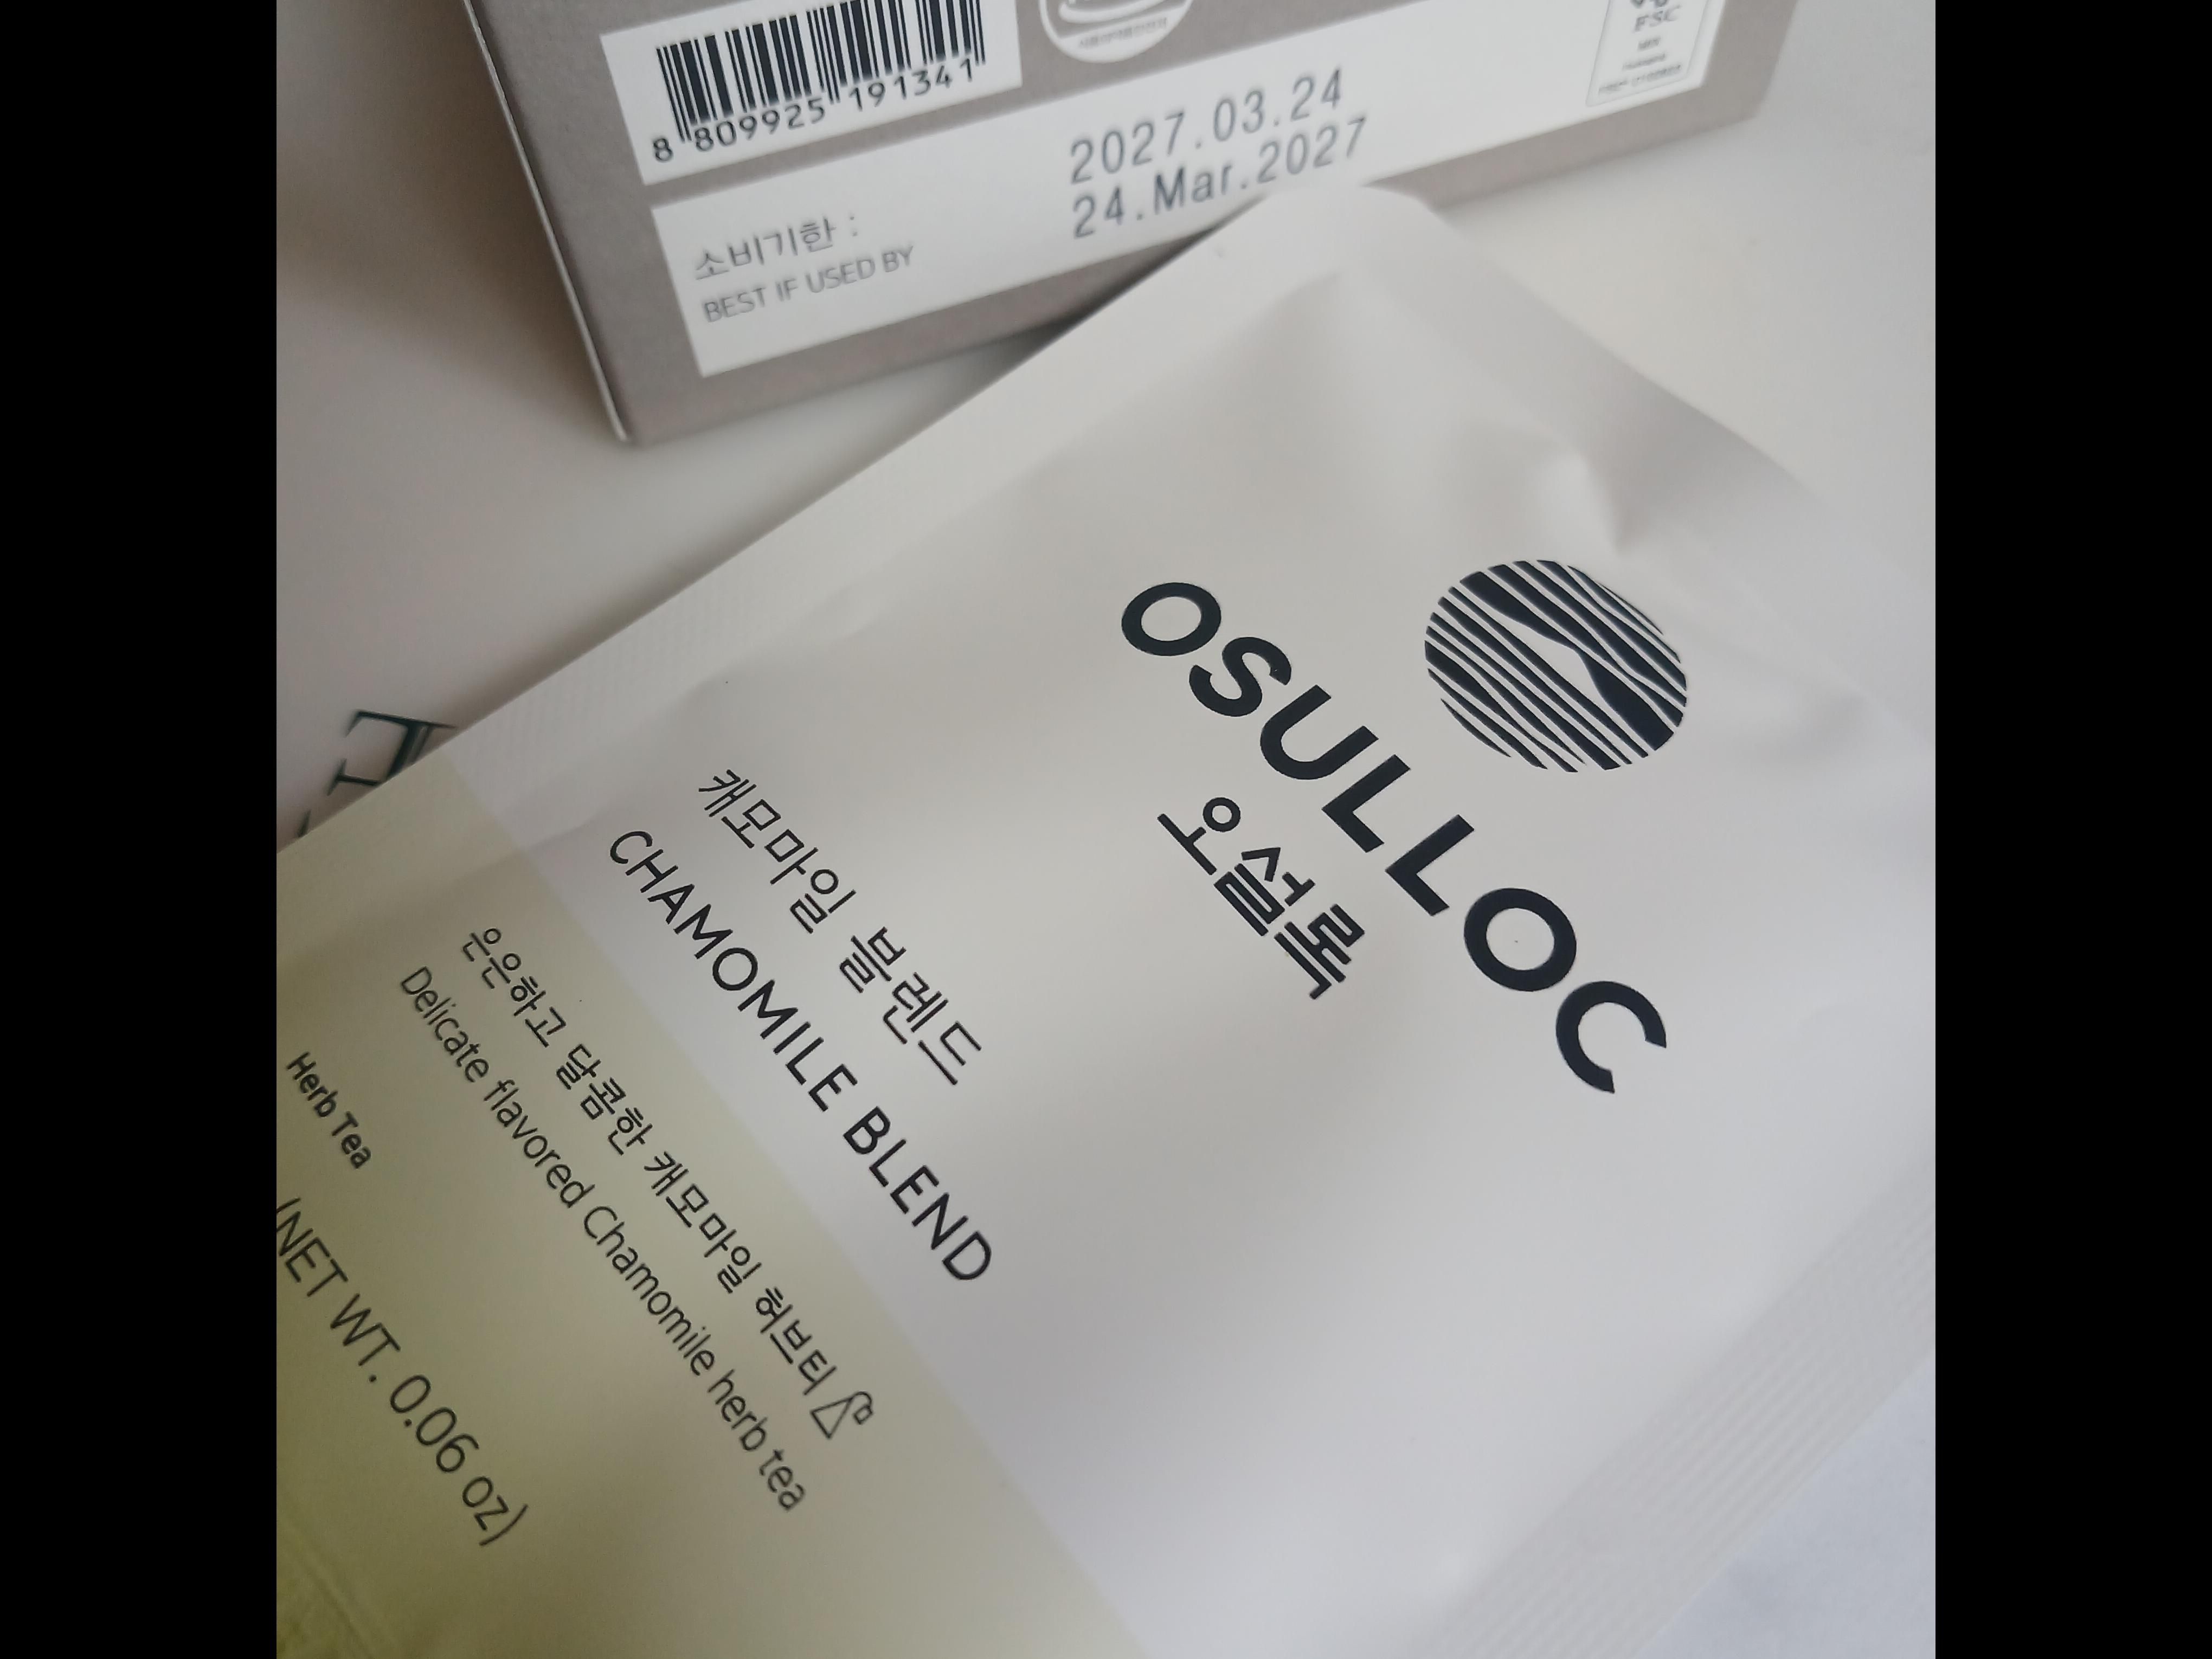 8 809925 191341
2027.03.24
24.Mar.2027
소비기한 :
BEST IF USED BY
FSC
OSULLOC
오설록
캐모마일 블렌드
CHAMOMILE BLEND
은은하고 달콤한 캐모마일 허브티
Delicate flavored Chamomile herb tea
Herb Tea
(NET WT. 0.06 oz)